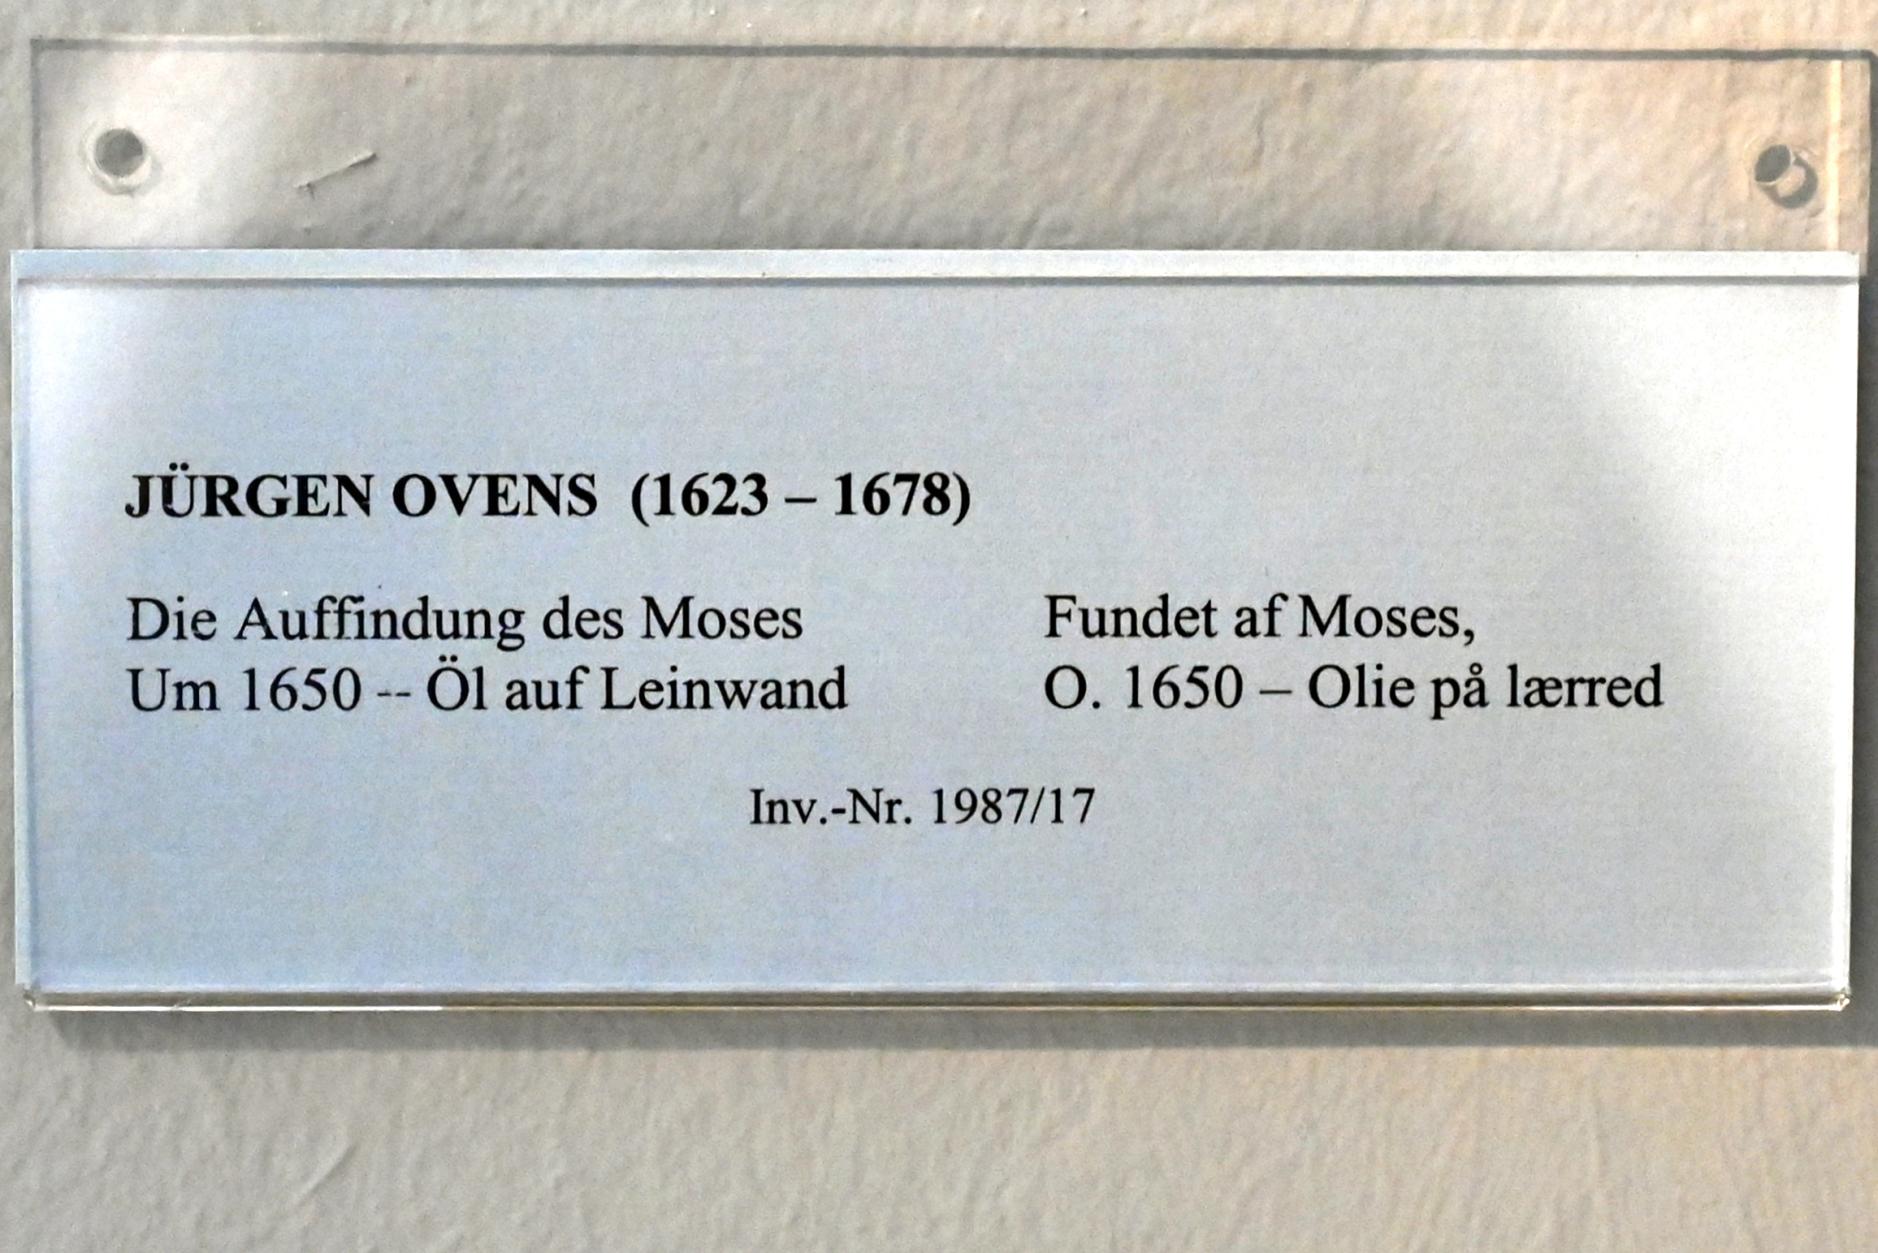 JÜRGEN OVENS (1623 – 1678)
Die Auffindung des Moses
Um 1650 -- Öl auf Leinwand
Fundet af Moses,
O. 1650 – Olie på lærred
Inv.-Nr. 1987/17